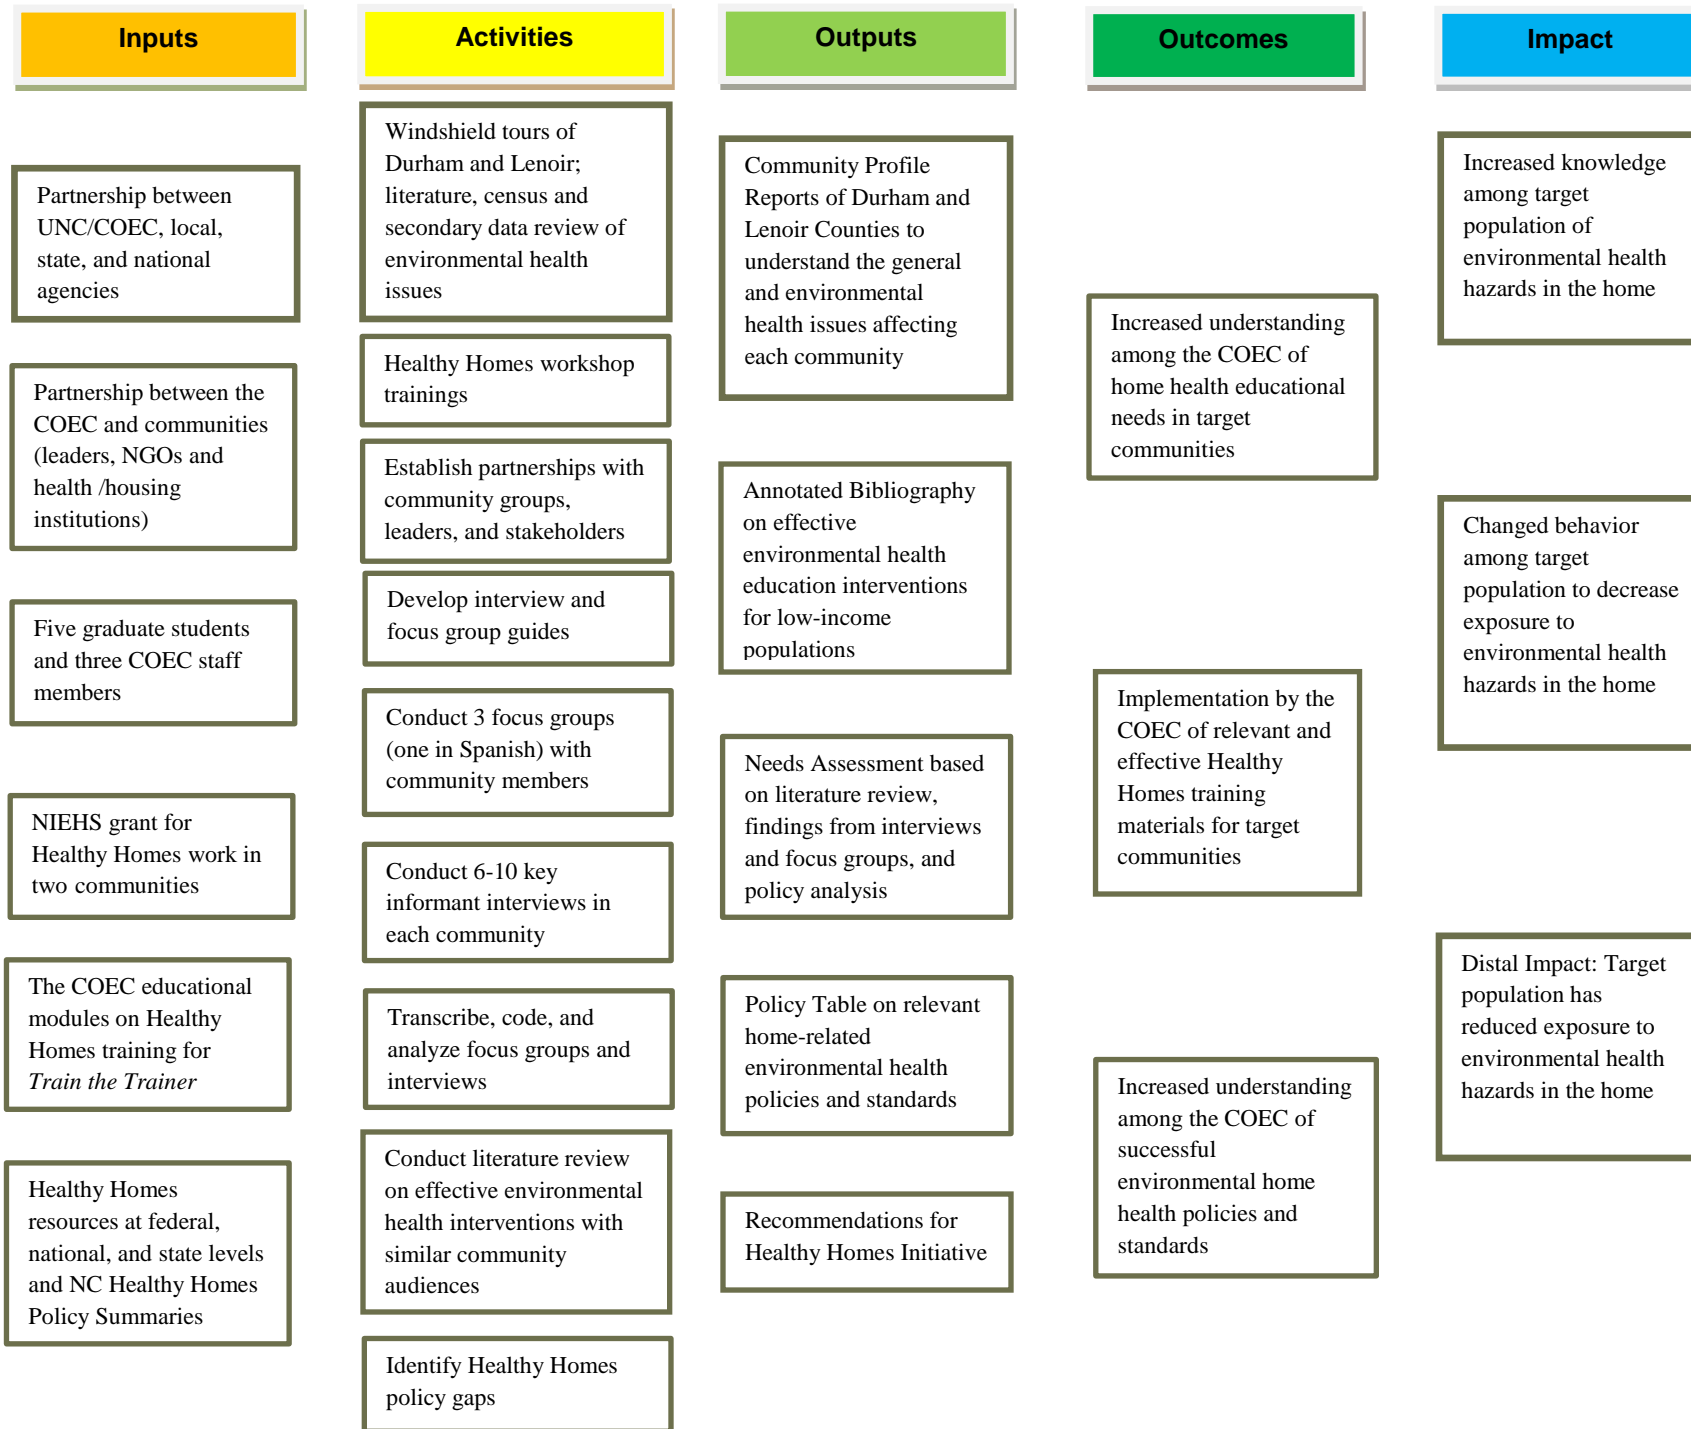 Inputs
Partnership between
UNC/COEC, local,
state, and national
agencies
Partnership between the
COEC and communities
(leaders, NGOs and
health /housing
institutions)
Five graduate students
and three COEC staff
members
NIEHS grant for
Healthy Homes work in
two communities
The COEC educational
modules on Healthy
Homes training for
Train the Trainer
Healthy Homes
resources at federal,
national, and state levels
and NC Healthy Homes
Policy Summaries
Activities
Windshield tours of
Durham and Lenoir;
literature, census and
secondary data review of
environmental health
issues
Healthy Homes workshop
trainings
Establish partnerships with
community groups,
leaders, and stakeholders
Develop interview and
focus group guides
Conduct 3 focus groups
(one in Spanish) with
community members
Conduct 6-10 key
informant interviews in
each community
Transcribe, code, and
analyze focus groups and
interviews
Conduct literature review
on effective environmental
health interventions with
similar community
audiences
Identify Healthy Homes
policy gaps
Outputs
Community Profile
Reports of Durham and
Lenoir Counties to
understand the general
and environmental
health issues affecting
each community
Annotated Bibliography
on effective
environmental health
education interventions
for low-income
populations
Needs Assessment based
on literature review,
findings from interviews
and focus groups, and
policy analysis
Policy Table on relevant
home-related
environmental health
policies and standards
Recommendations for
Healthy Homes Initiative
Outcomes
Increased understanding
among the COEC of
home health educational
needs in target
communities
Implementation by the
COEC of relevant and
effective Healthy
Homes training
materials for target
communities
Increased understanding
among the COEC of
successful
environmental home
health policies and
standards
Impact
Increased knowledge
among target
population of
environmental health
hazards in the home
Changed behavior
among target
population to decrease
exposure to
environmental health
hazards in the home
Distal Impact: Target
population has
reduced exposure to
environmental health
hazards in the home